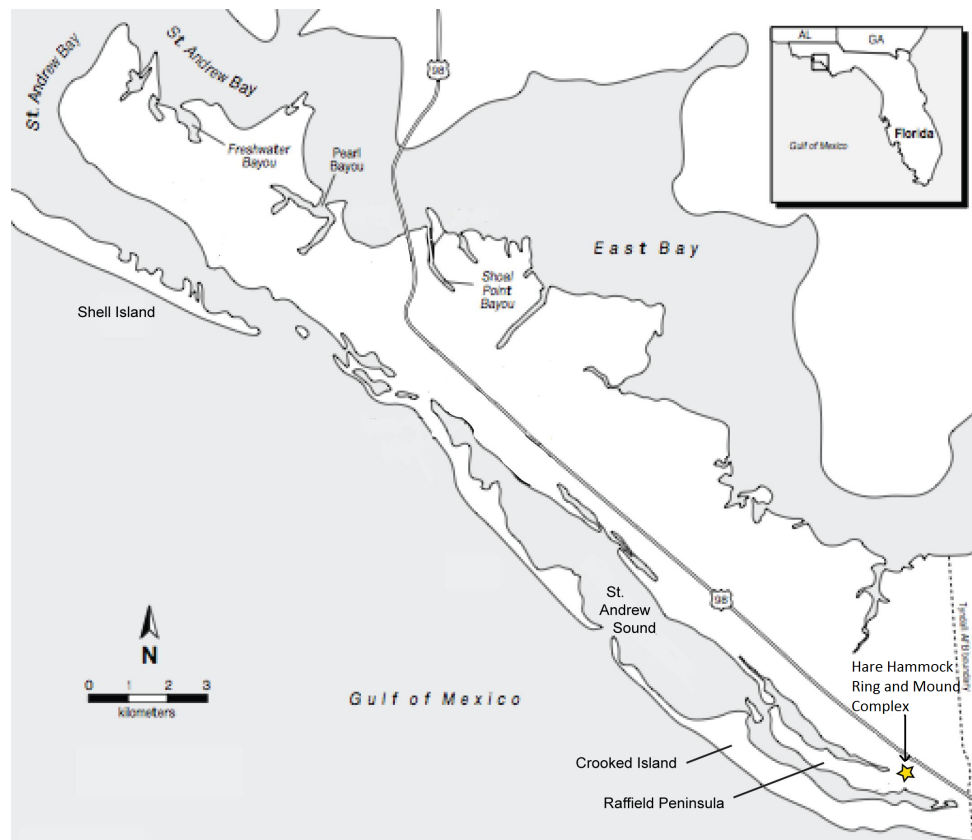 St. Andrew Bay
St. Andrew Bay
98
AL
GA
Florida
Gulf of Mexico
Freshwater
Bayou
Pearl
Bayou
East Bay
Shoal
Point
Bayou
Shell Island
St.
Andrew
Sound
98
Tyndall AFB boundary
N
0 1 2 3
kilometers
Gulf of Mexico
Hare Hammock
Ring and Mound
Complex
Crooked Island
Raffield Peninsula